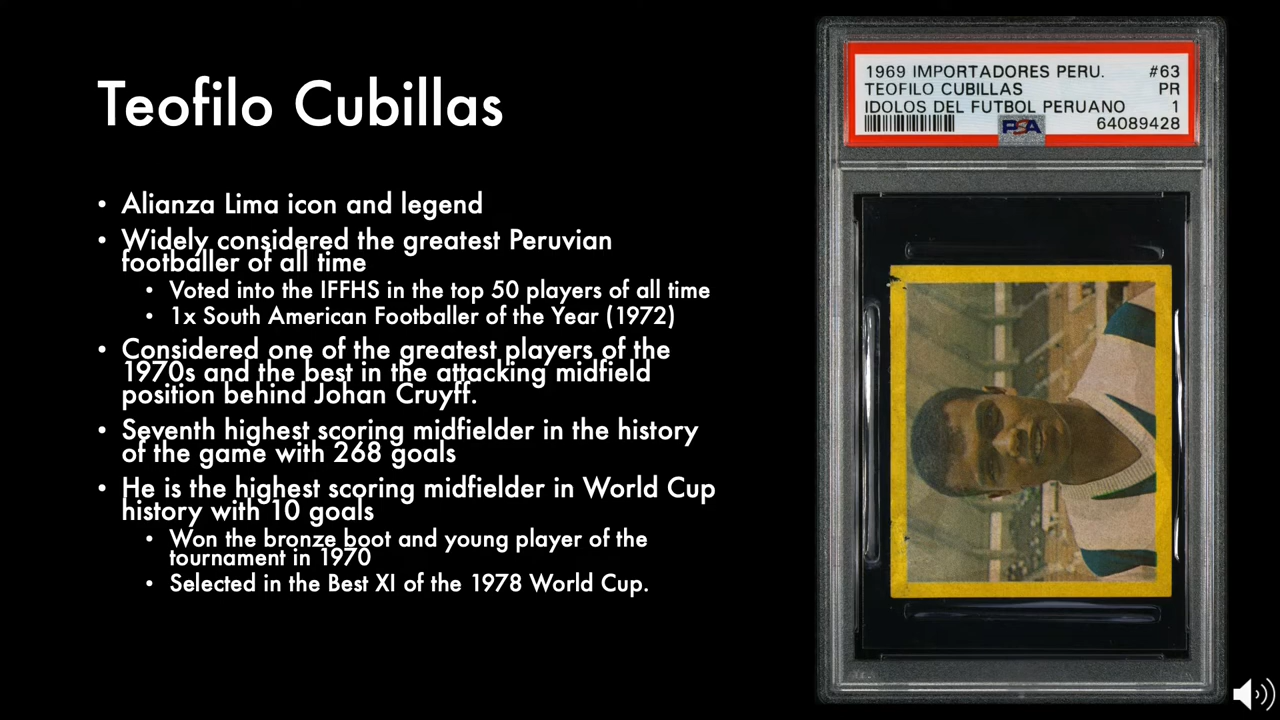 Teofilo Cubillas
• Alianza Lima icon and legend
• Widely considered the greatest Peruvian
footballer of all time
• Voted into the IFFHS in the top 50 players of all time
• 1x South American Footballer of the Year (1972)
• Considered one of the greatest players of the
1970s and the best in the attacking midfield
position behind Johan Cruyff.
• Seventh highest scoring midfielder in the history
of the game with 268 goals
• He is the highest scoring midfielder in World Cup
history with 10 goals
• Won the bronze boot and young player of the
tournament in 1970
• Selected in the Best XI of the 1978 World Cup.
1969 IMPORTADORES PERU. #63
TEOFILO CUBILLAS PR
IDOLOS DEL FUTBOL PERUANO 1
PSA 64089428